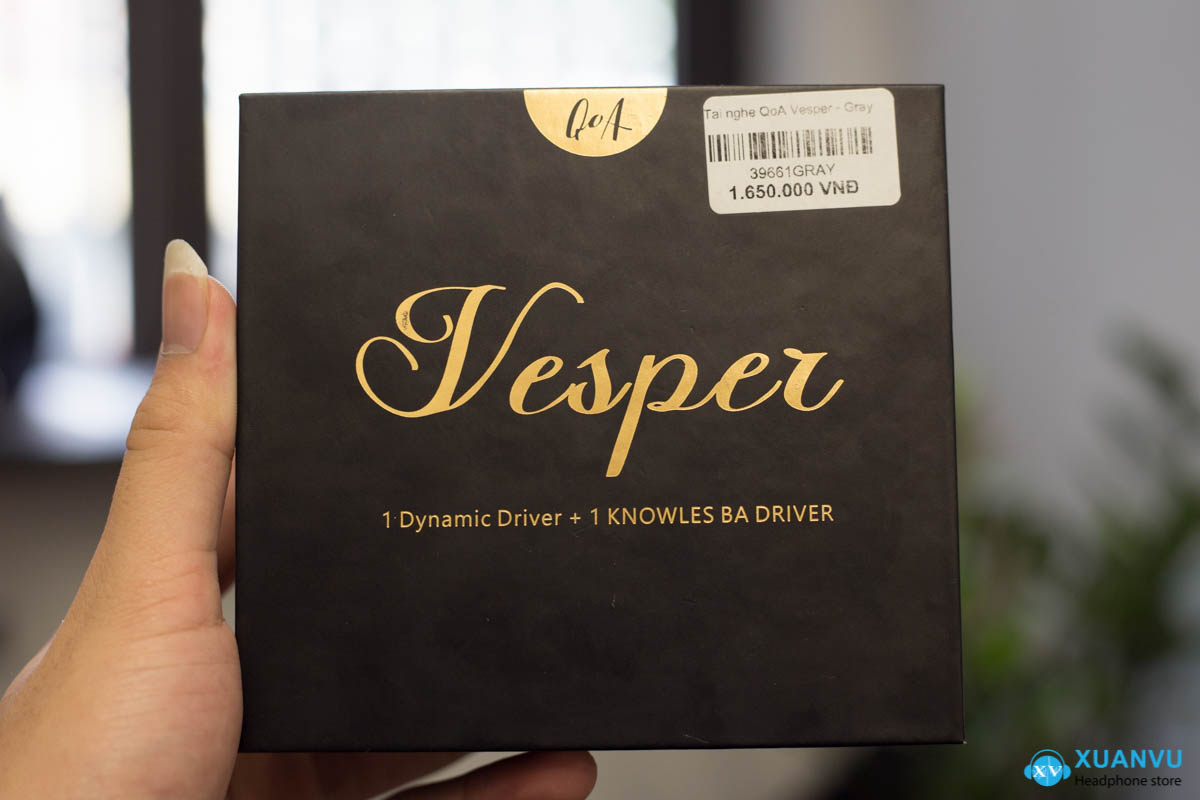 QoA
Tai nghe QoA Vesper - Gray
39661GRAY
1.650.000 VNĐ
Vesper
1 Dynamic Driver + 1 KNOWLES BA DRIVER
XV
XUANVU
Headphone store